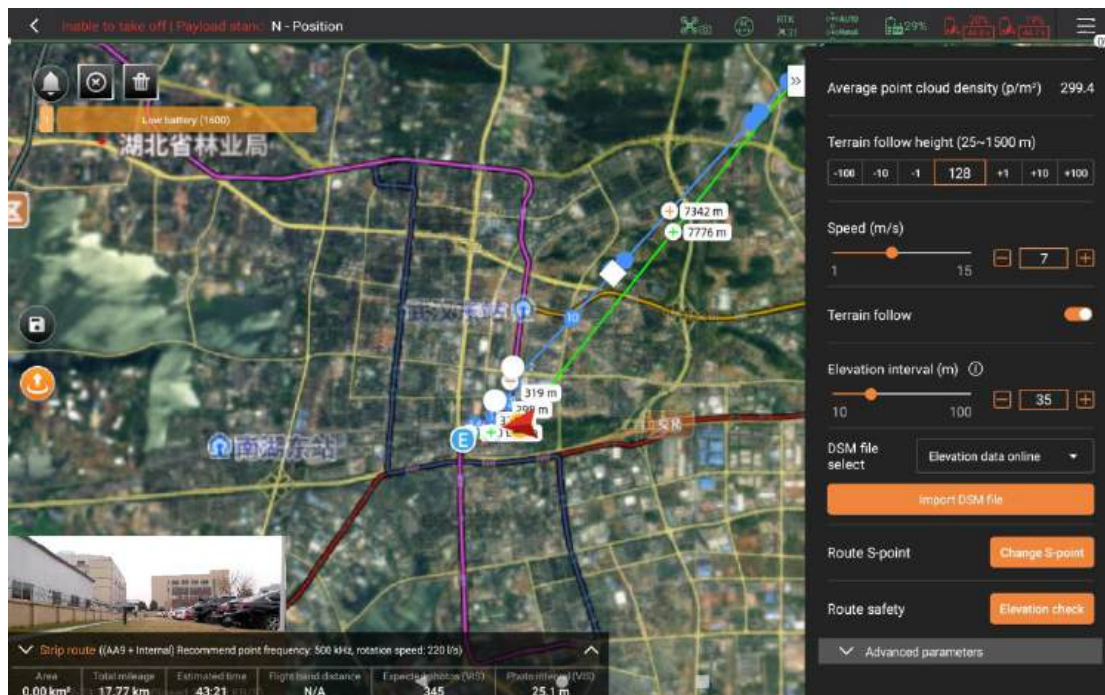 Unable to take off | Payload stand N - Position RTK 29% 20% 19%
Average point cloud density (p/m²) 299.4
Low battery (1600)
湖北省林业局
Terrain follow height (25~1500 m)
-100 -10 -1 128 +1 +10 +100
7342 m
7776 m
Speed (m/s)
7
1 15
10
Terrain follow
Elevation interval (m)
35
10 100
319 m
298 m
E
南湖东站
DSM file select Elevation data online
Import DSM file
Route S-point Change S-point
Route safety Elevation check
Advanced parameters
Strip route ((AA9 + Internal) Recommend point frequency: 500 kHz, rotation speed: 220 l/s)
Area Total mileage Estimated time Flight band distance Expected photos (VIS) Photo interval (VIS)
0.00 km² 17.77 km 43:21 N/A 345 25.1 m